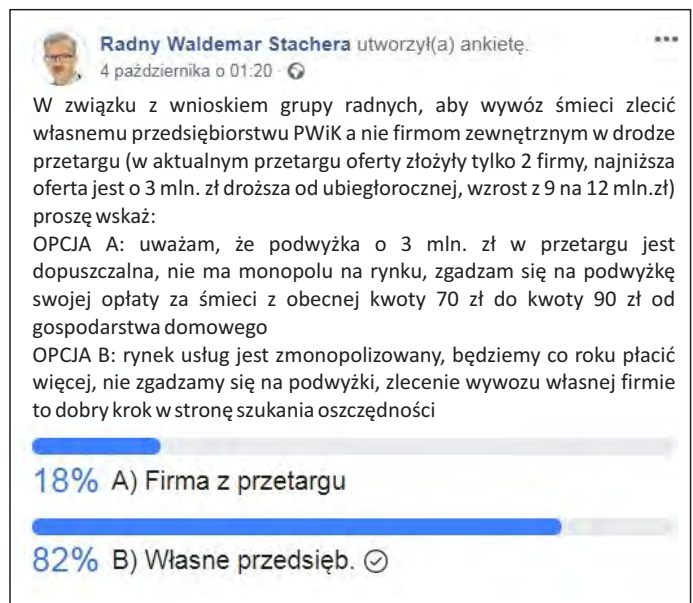 Radny Waldemar Stachera utworzył(a) ankietę.
4 października o 01:20 ·
W związku z wnioskiem grupy radnych, aby wywóz śmieci zlecić
własnemu przedsiębiorstwu PWiK a nie firmom zewnętrznym w drodze
przetargu (w aktualnym przetargu oferty złożyły tylko 2 firmy, najniższa
oferta jest o 3 mln. zł droższa od ubiegłorocznej, wzrost z 9 na 12 mln.zł)
proszę wskaż:
OPCJA A: uważam, że podwyżka o 3 mln. zł w przetargu jest
dopuszczalna, nie ma monopolu na rynku, zgadzam się na podwyżkę
swojej opłaty za śmieci z obecnej kwoty 70 zł do kwoty 90 zł od
gospodarstwa domowego
OPCJA B: rynek usług jest zmonopolizowany, będziemy co roku płacić
więcej, nie zgadzamy się na podwyżki, zlecenie wywozu własnej firmie
to dobry krok w stronę szukania oszczędności
18% A) Firma z przetargu
82% B) Własne przedsięb.